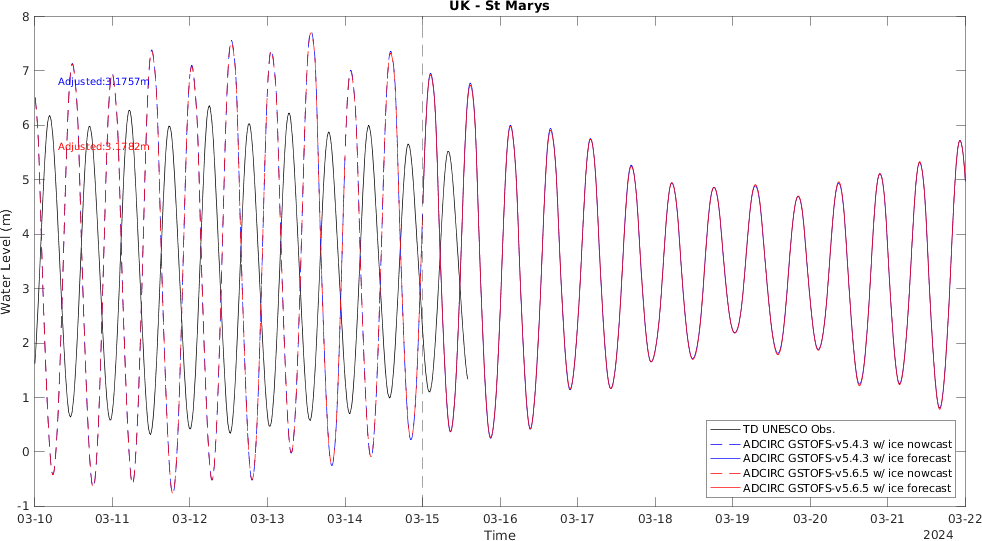 UK - St Marys
8
7
6
5
4
3
2
1
0
-1
Water Level (m)
Adjusted:3.1757m
Adjusted:3.1782m
TD UNESCO Obs.
ADCIRC GSTOFS-v5.4.3 w/ ice nowcast
ADCIRC GSTOFS-v5.4.3 w/ ice forecast
ADCIRC GSTOFS-v5.6.5 w/ ice nowcast
ADCIRC GSTOFS-v5.6.5 w/ ice forecast
03-10 03-11 03-12 03-13 03-14 03-15 03-16 03-17 03-18 03-19 03-20 03-21 03-22
Time
2024